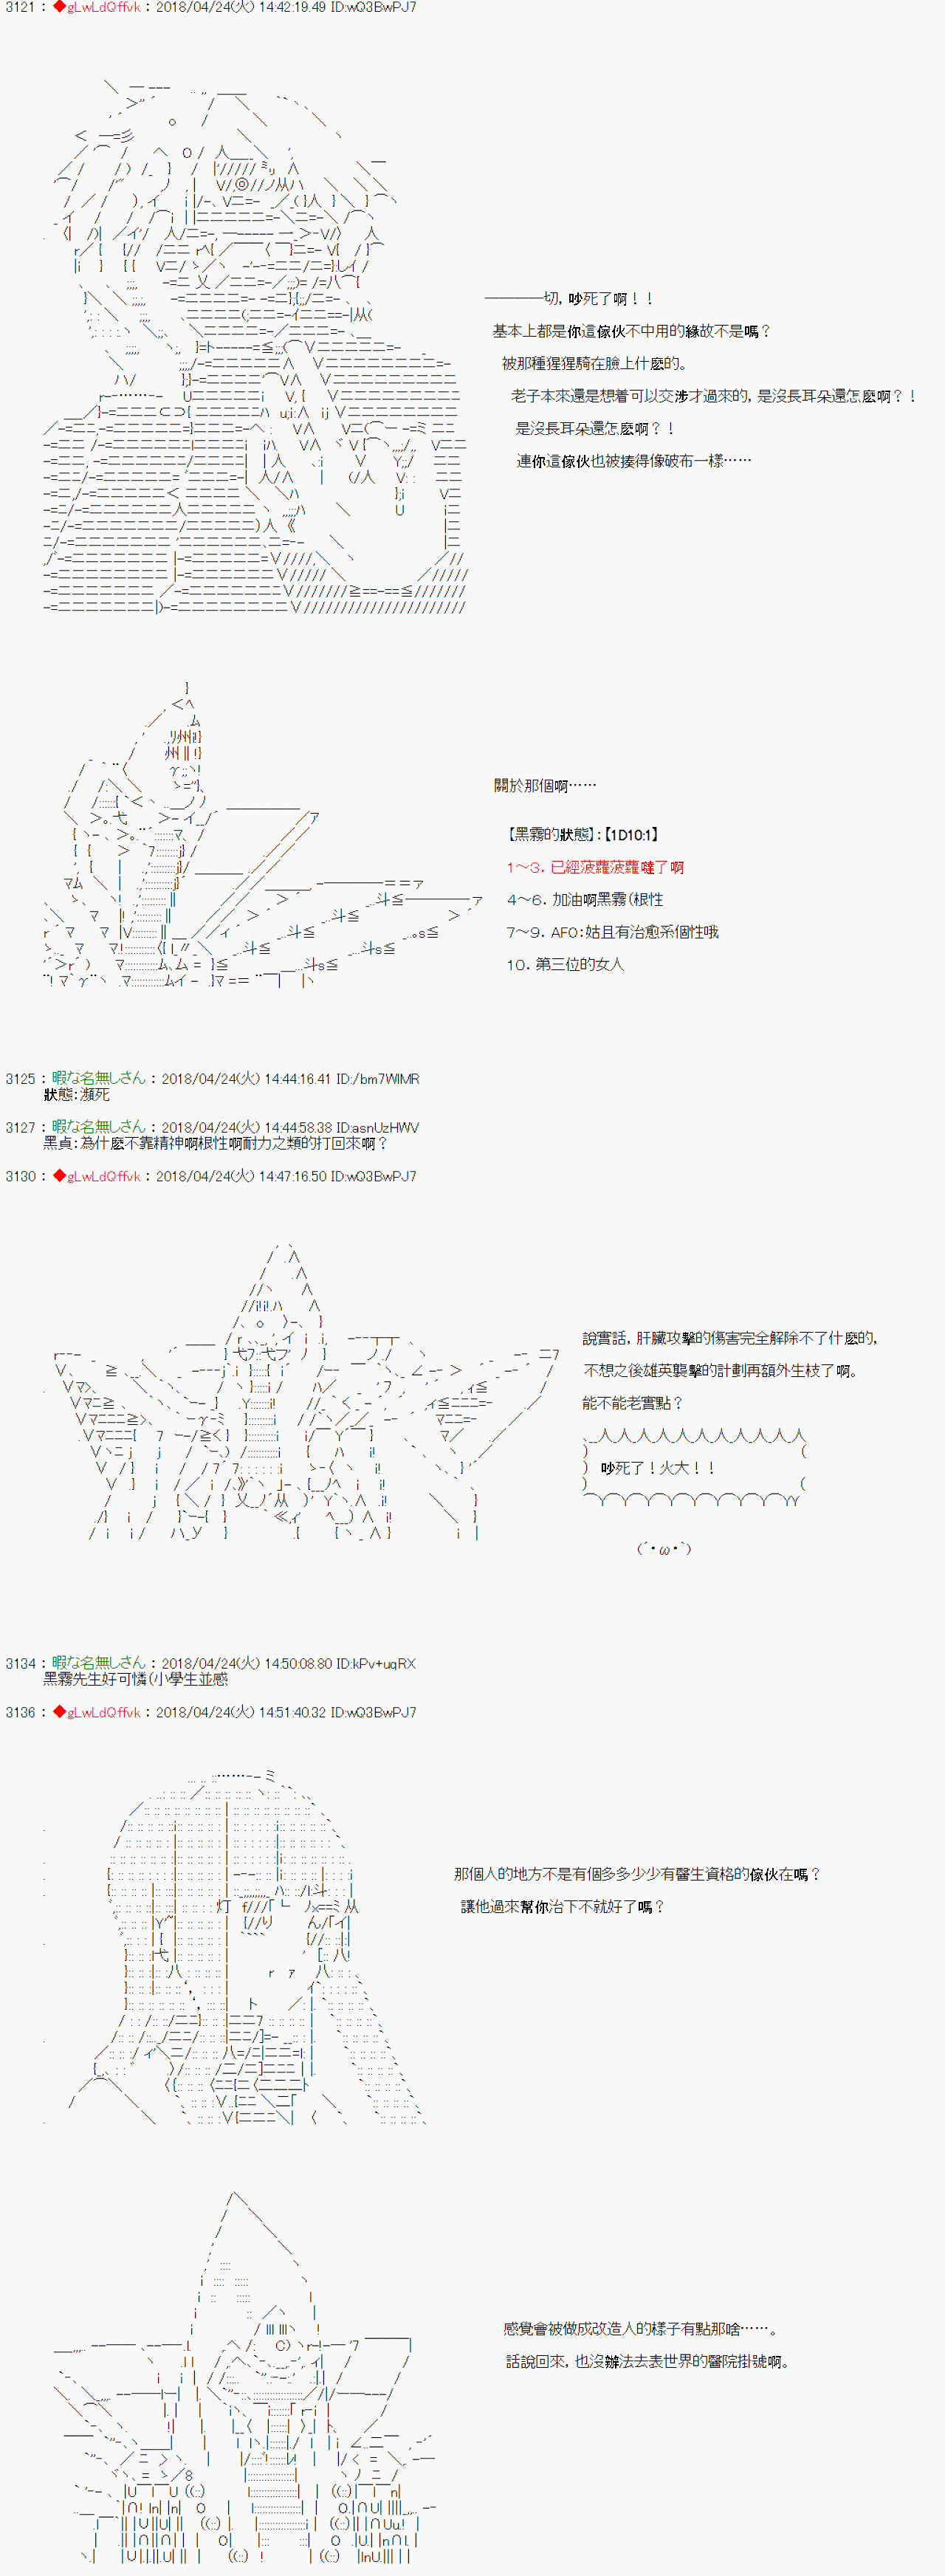 3121 : ◆gLwLdQffvk : 2018/04/24(火) 14:42:19.49 ID:wQ3BwPJ7
――――一切, 吵死了啊！！
基本上都是你這傢伙不中用的緣故不是嗎？
被那種猩猩騎在臉上什麼的。
老子本來還是想着可以交涉才過來的, 是沒長耳朵還怎麼啊？！
是沒長耳朵還怎麼啊？！
連你這傢伙也被揍得像破布一樣……
關於那個啊……
【黑霧的狀態】:【1D10:1】
1～3. 已經菠蘿菠蘿噠了啊
4～6. 加油啊黑霧(根性
7～9. AFO:姑且有治愈系個性哦
10. 第三位的女人
3125 : 暇な名無しさん : 2018/04/24(火) 14:44:16.41 ID:/bm7WlMR
狀態:瀕死
3127 : 暇な名無しさん : 2018/04/24(火) 14:44:58.38 ID:asnUzHWV
黑貞:為什麼不靠精神啊根性啊耐力之類的打回來啊？
3130 : ◆gLwLdQffvk : 2018/04/24(火) 14:47:16.50 ID:wQ3BwPJ7
說實話, 肝臟攻擊的傷害完全解除不了什麼的,
不想之後雄英襲擊的計劃再額外生枝了啊。
能不能老實點？
吵死了！火大！！
(´・ω・`)
3134 : 暇な名無しさん : 2018/04/24(火) 14:50:08.80 ID:kPv+uqRX
黑霧先生好可憐(小學生並感
3136 : ◆gLwLdQffvk : 2018/04/24(火) 14:51:40.32 ID:wQ3BwPJ7
那個人的地方不是有個多多少少有醫生資格的傢伙在嗎？
讓他過來幫你治下不就好了嗎？
感覺會被做成改造人的樣子有點那啥……。
話說回來, 也沒辦法去表世界的醫院掛號啊。